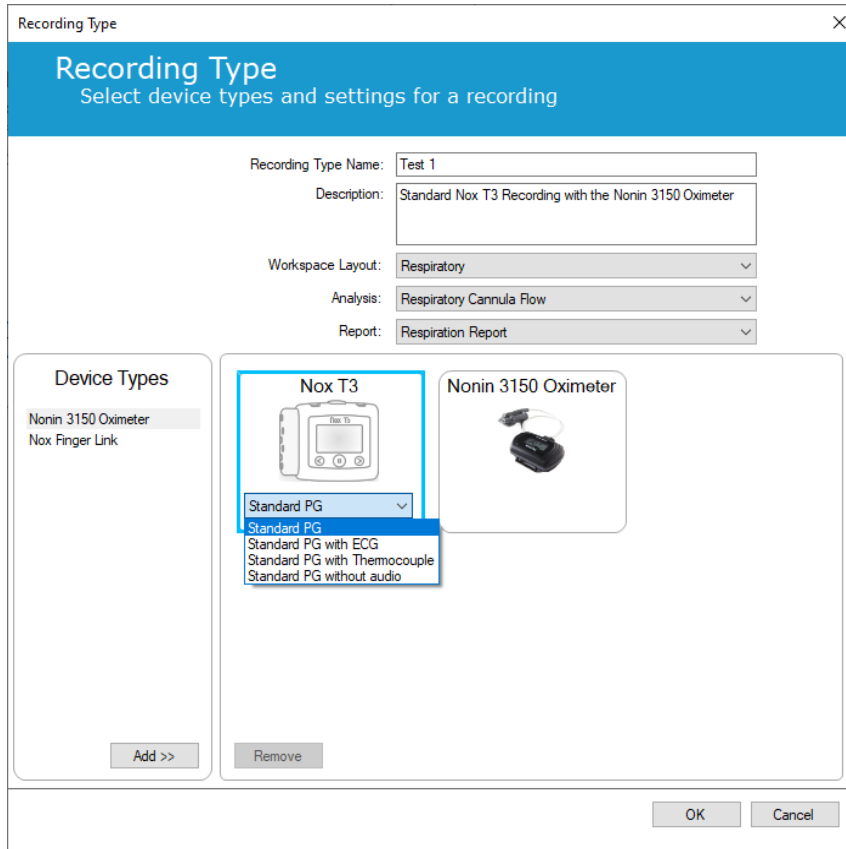 Recording Type
Recording Type
Select device types and settings for a recording
Recording Type Name: Test 1
Description: Standard Nox T3 Recording with the Nonin 3150 Oximeter
Workspace Layout: Respiratory
Analysis: Respiratory Cannula Flow
Report: Respiration Report
Device Types
Nonin 3150 Oximeter
Nox Finger Link
Add >>
Nox T3
Nox T3
Standard PG
Standard PG
Standard PG with ECG
Standard PG with Thermocouple
Standard PG without audio
Nonin 3150 Oximeter
Remove
OK
Cancel